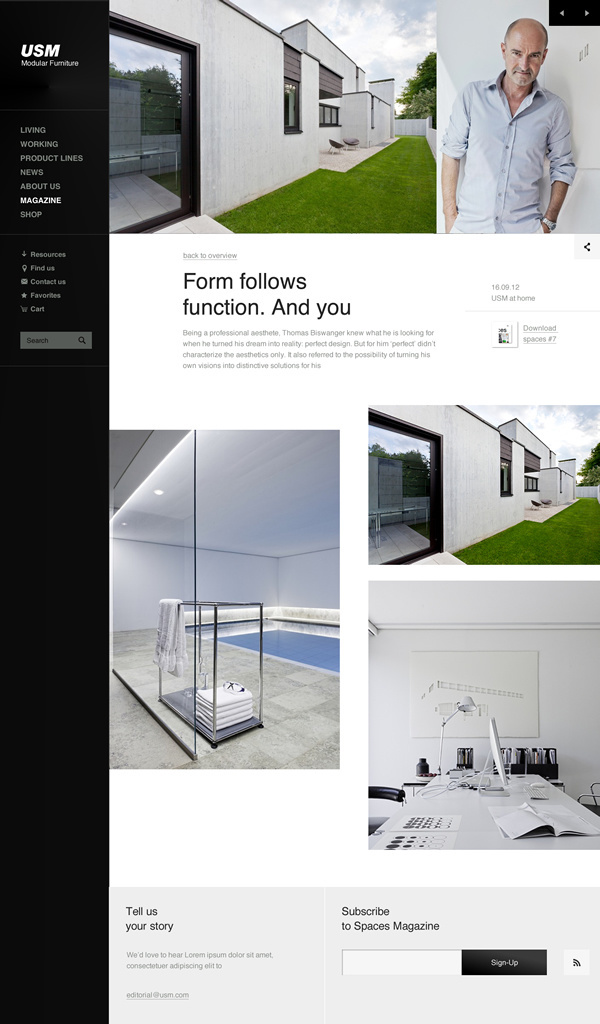 USM
Modular Furniture
LIVING
WORKING
PRODUCT LINES
NEWS
ABOUT US
MAGAZINE
SHOP
Resources
Find us
Contact us
Favorites
Cart
Search
back to overview
Form follows
function. And you
Being a professional aesthete, Thomas Biswanger knew what he is looking for
when he turned his dream into reality: perfect design. But for him 'perfect' didn't
characterize the aesthetics only. It also referred to the possibility of turning his
own visions into distinctive solutions for his
16.09.12
USM at home
Download
spaces #7
Tell us
your story
We'd love to hear Lorem ipsum dolor sit amet,
consectetuer adipiscing elit to
editorial@usm.com
Subscribe
to Spaces Magazine
Sign-Up